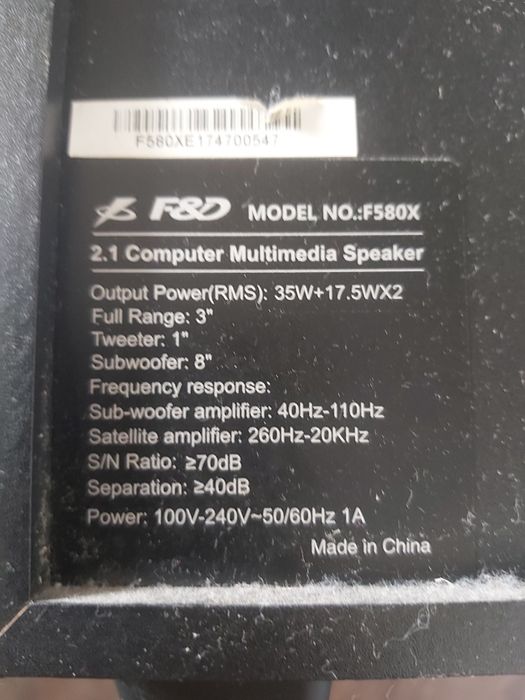 F580XE174700547
F&D MODEL NO.:F580X
2.1 Computer Multimedia Speaker
Output Power(RMS): 35W+17.5WX2
Full Range: 3"
Tweeter: 1"
Subwoofer: 8"
Frequency response:
Sub-woofer amplifier: 40Hz-110Hz
Satellite amplifier: 260Hz-20KHz
S/N Ratio: ≥70dB
Separation: ≥40dB
Power: 100V-240V~50/60Hz 1A
Made in China